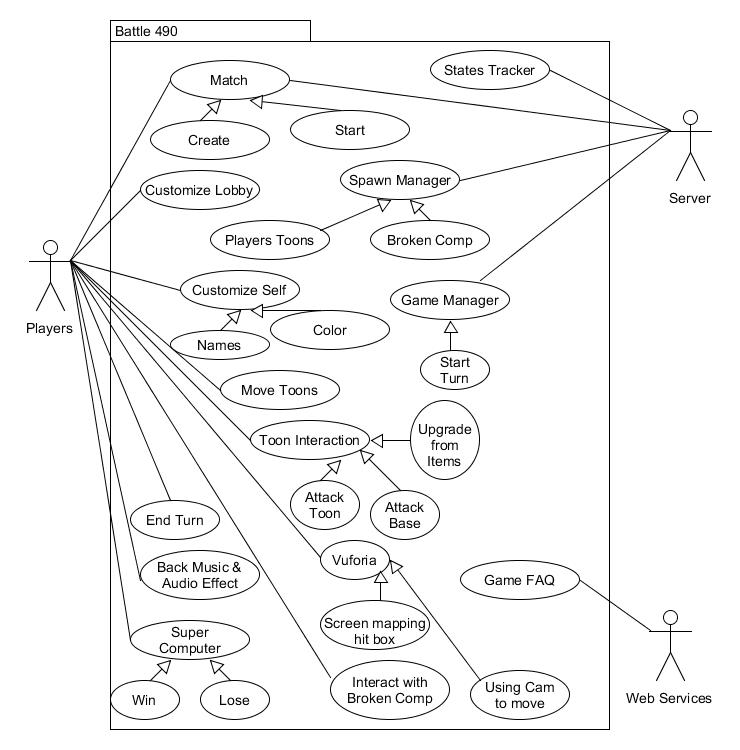 Battle 490
States Tracker
Match
Create
Start
Server
Customize Lobby
Spawn Manager
Players Toons
Broken Comp
Players
Customize Self
Game Manager
Names
Color
Start
Turn
Move Toons
Toon Interaction
Upgrade
from
Items
Attack
Toon
Attack
Base
End Turn
Vuforia
Back Music &
Audio Effect
Game FAQ
Screen mapping
hit box
Super
Computer
Web Services
Win
Lose
Interact with
Broken Comp
Using Cam
to move